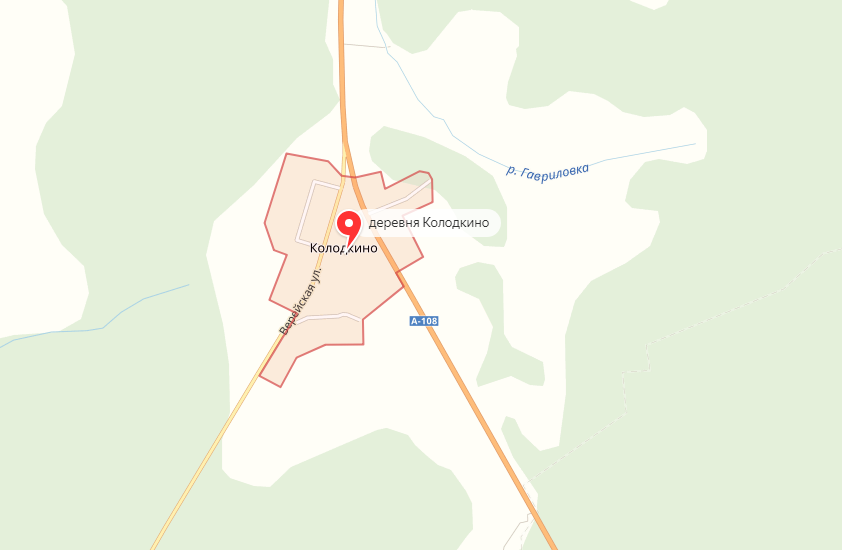 р. Гавриловка
деревня Колодкино
Колодкино
Верейская ул.
А-108